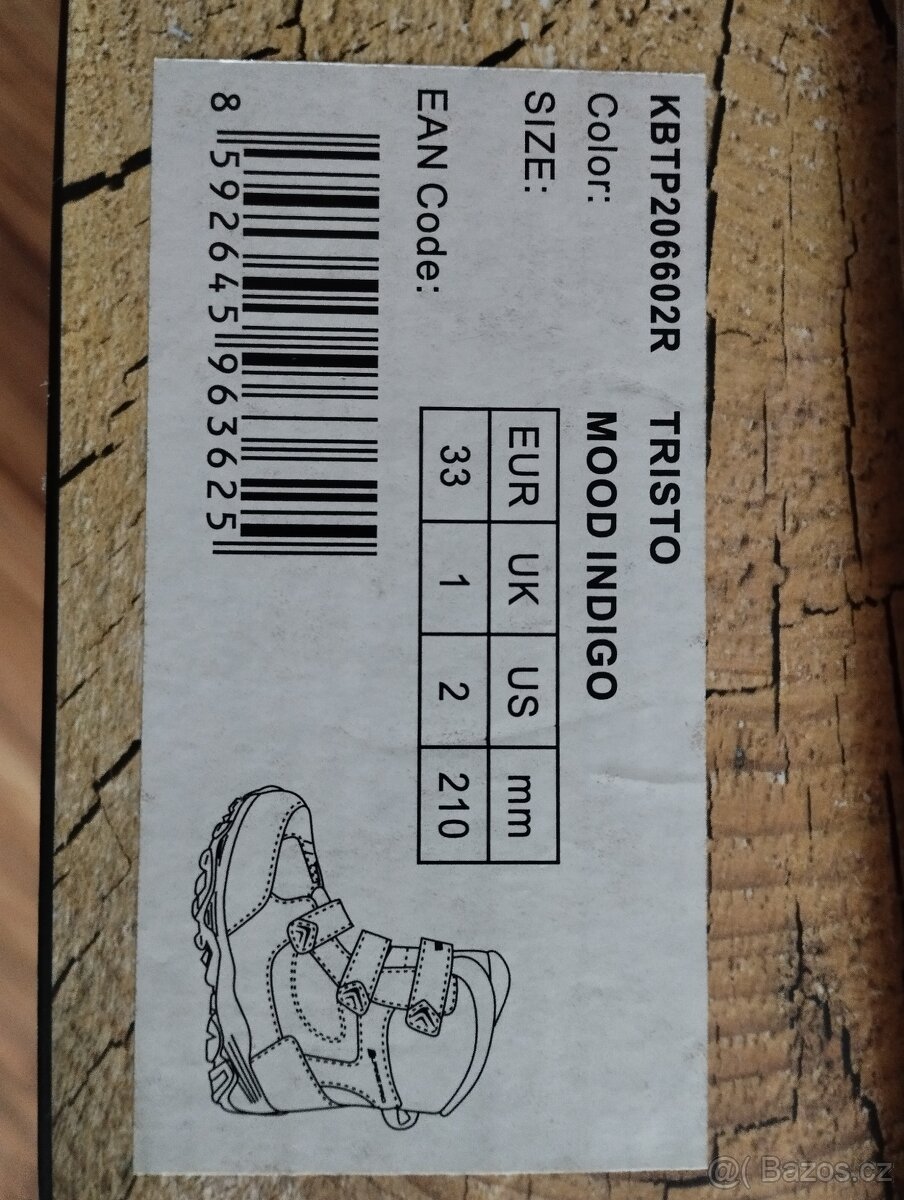 KBTP206602R TRISTO
Color: MOOD INDIGO
SIZE:
EUR UK US mm
33 1 2 210
EAN Code:
8 592645 963625
@( Bazos.cz